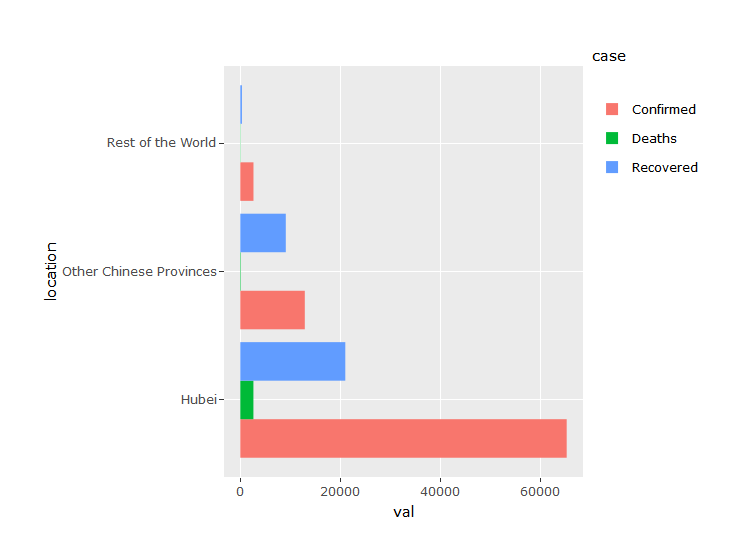 case
Confirmed
Deaths
Recovered
Rest of the World
Other Chinese Provinces
Hubei
location
0 20000 40000 60000
val